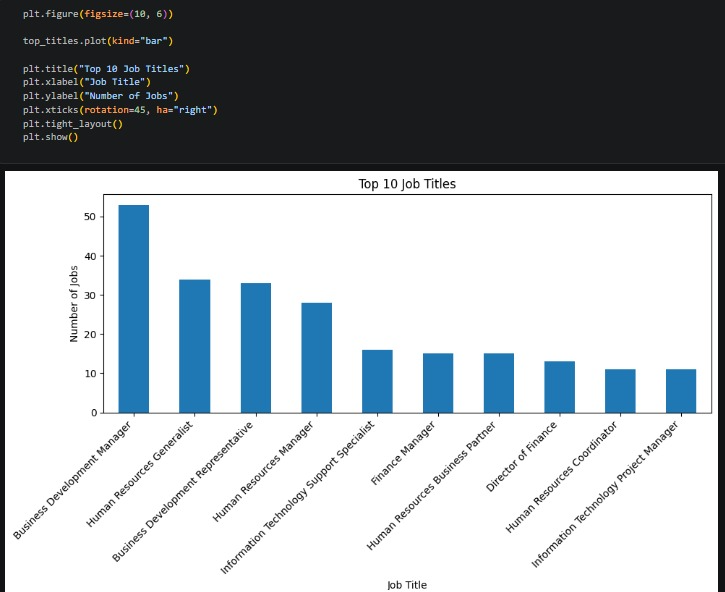 plt.figure(figsize=(10, 6))
top_titles.plot(kind="bar")
plt.title("Top 10 Job Titles")
plt.xlabel("Job Title")
plt.ylabel("Number of Jobs")
plt.xticks(rotation=45, ha="right")
plt.tight_layout()
plt.show()
Top 10 Job Titles
Number of Jobs
50
40
30
20
10
0
Business Development Manager
Human Resources Generalist
Business Development Representative
Human Resources Manager
Information Technology Support Specialist
Finance Manager
Human Resources Business Partner
Director of Finance
Human Resources Coordinator
Information Technology Project Manager
Job Title